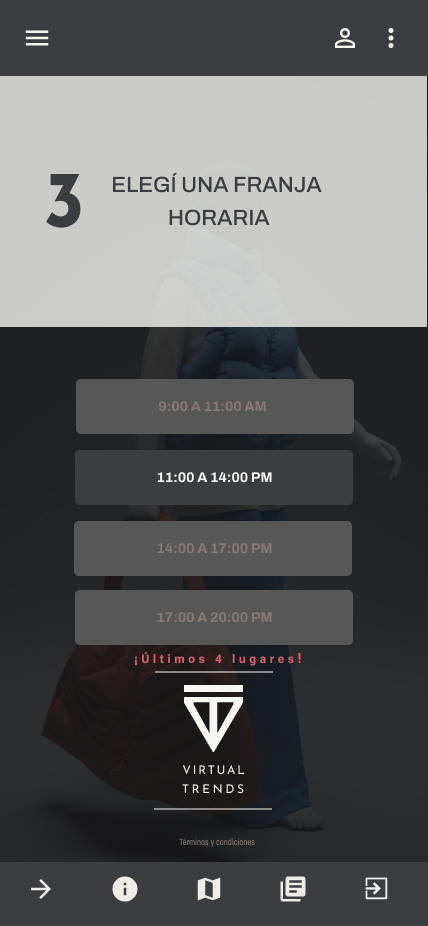 3
ELEGÍ UNA FRANJA
HORARIA
9:00 A 11:00 AM
11:00 A 14:00 PM
14:00 A 17:00 PM
17:00 A 20:00 PM
¡Últimos 4 lugares!
VIRTUAL
TRENDS
Términos y condiciones